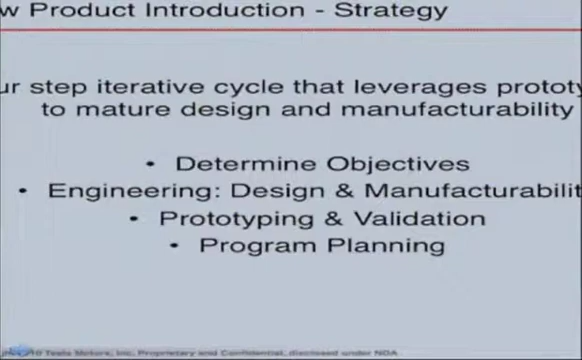 w Product Introduction - Strategy
ur step iterative cycle that leverages prototy
to mature design and manufacturability
• Determine Objectives
• Engineering: Design & Manufacturabilit
• Prototyping & Validation
• Program Planning
Tesla Motors, Inc. Proprietary and Confidential, disclosed under NDA